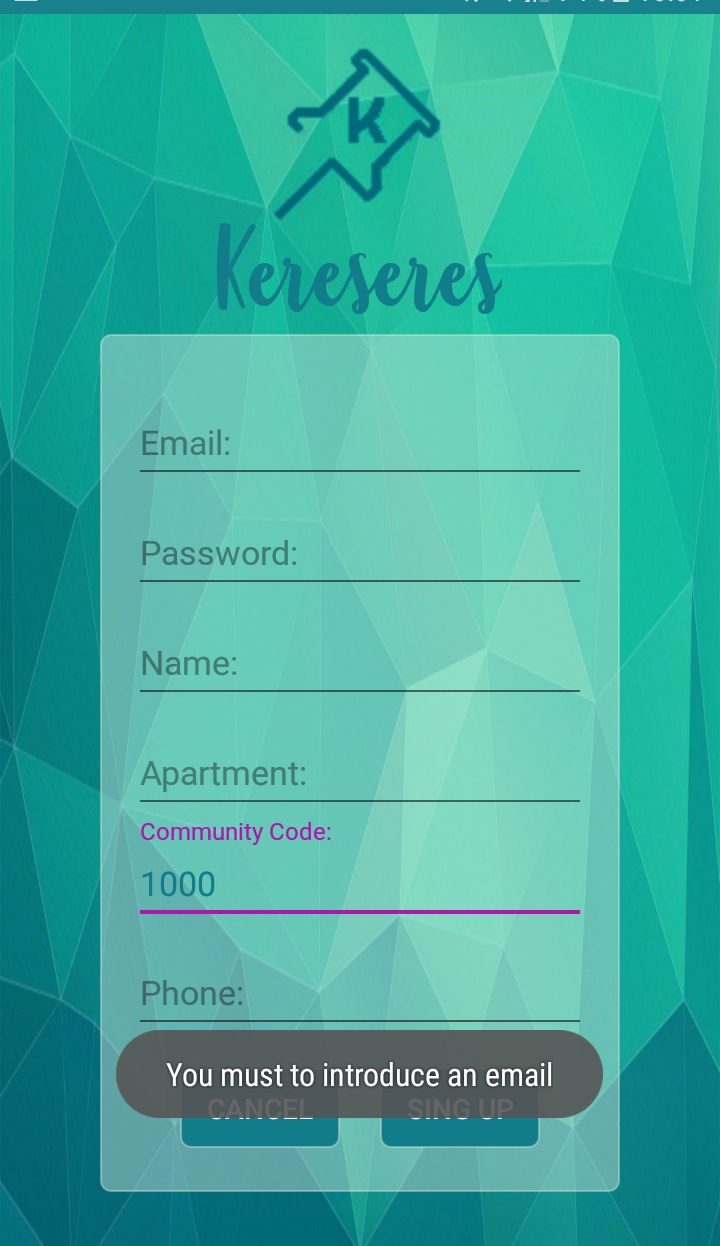 K
Kereseres
Email:
Password:
Name:
Apartment:
Community Code:
1000
Phone:
You must to introduce an email
CANCEL
SING UP